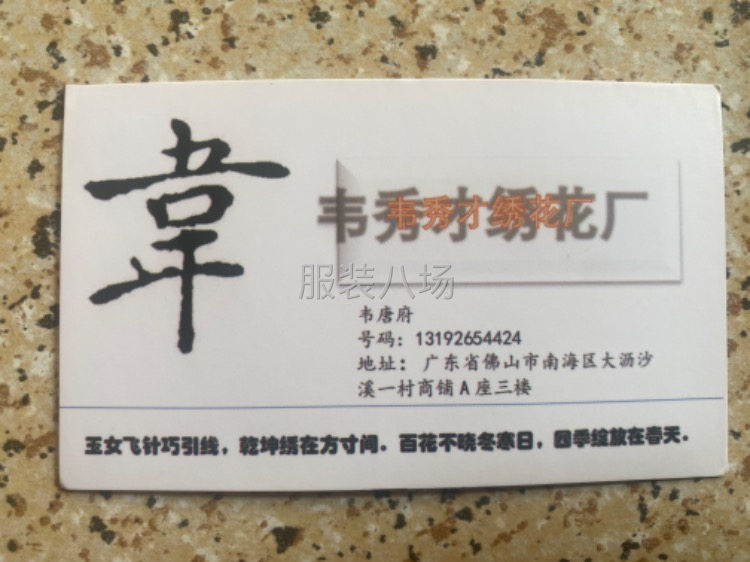 韋
韦秀才绣花厂
韦秀才绣花厂
服装八场
韦唐府
号码：13192654424
地址：广东省佛山市南海区大沥沙
溪一村商铺A座三楼
玉女飞针巧引线，乾坤绣在方寸间．百花不晓冬寒日，四季绽放在春天．